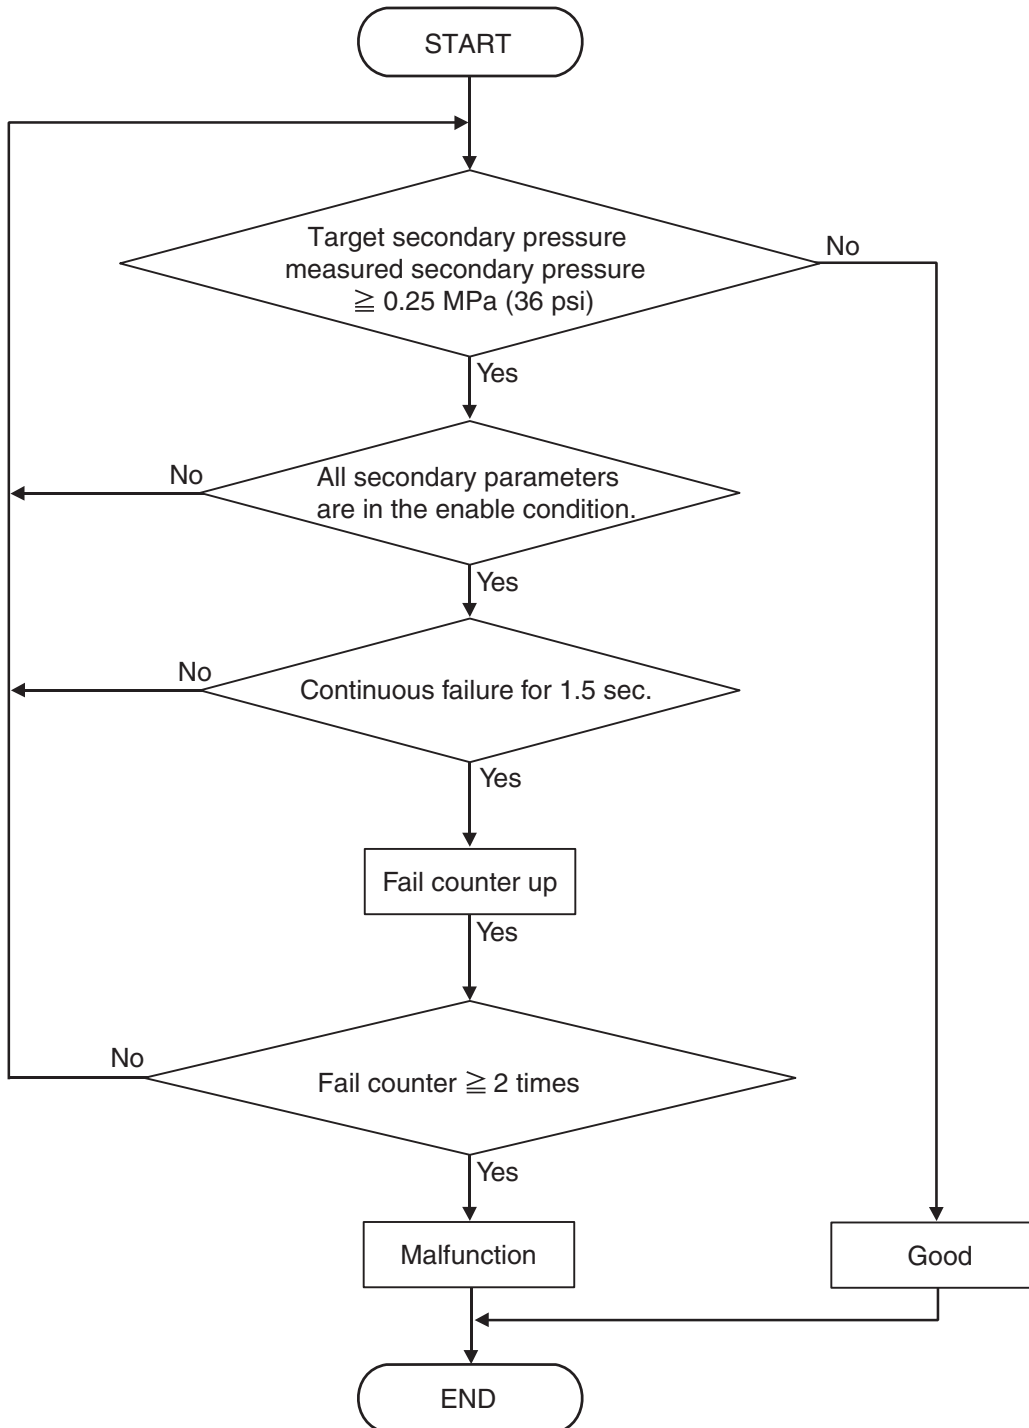 START
Target secondary pressure
measured secondary pressure
≧ 0.25 MPa (36 psi)
No
Yes
All secondary parameters
are in the enable condition.
No
Yes
Continuous failure for 1.5 sec.
No
Yes
Fail counter up
Yes
Fail counter ≧ 2 times
No
Yes
Malfunction
Good
END